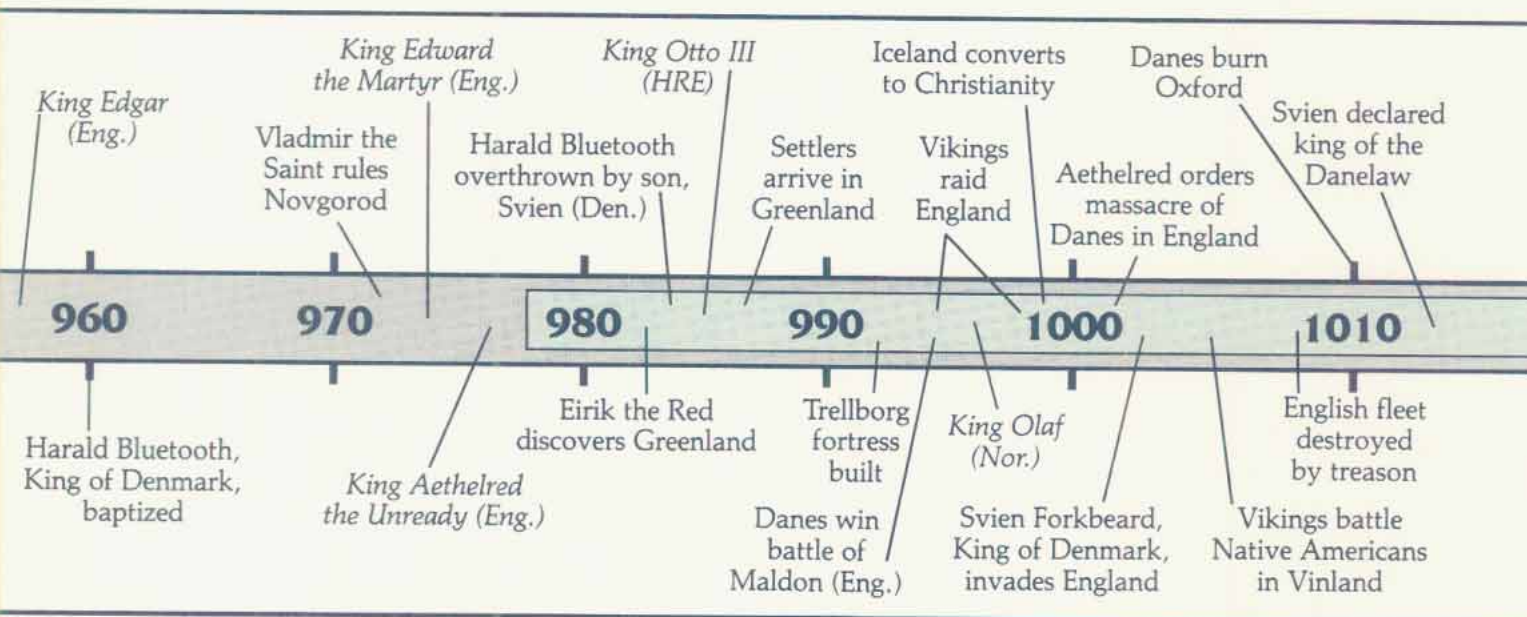 King Edgar
(Eng.)
Vladmir the
Saint rules
Novgorod
King Edward
the Martyr (Eng.)
Harald Bluetooth
overthrown by son,
Svien (Den.)
King Otto III
(HRE)
Settlers
arrive in
Greenland
Vikings
raid
England
Iceland converts
to Christianity
Aethelred orders
massacre of
Danes in England
Danes burn
Oxford
Svien declared
king of the
Danelaw
960
970
980
990
1000
1010
Harald Bluetooth,
King of Denmark,
baptized
King Aethelred
the Unready (Eng.)
Eirik the Red
discovers Greenland
Trellborg
fortress
built
Danes win
battle of
Maldon (Eng.)
King Olaf
(Nor.)
Svien Forkbeard,
King of Denmark,
invades England
Vikings battle
Native Americans
in Vinland
English fleet
destroyed
by treason